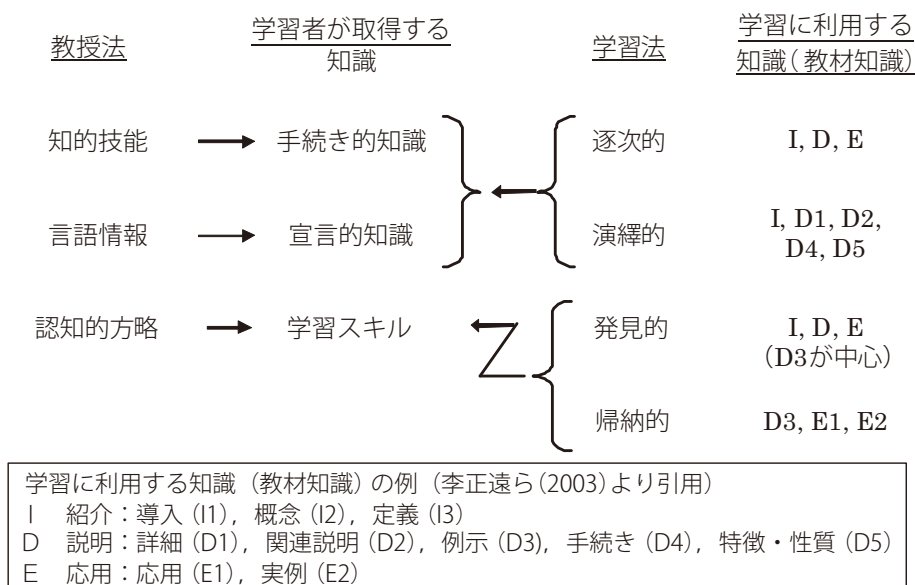 教授法 学習者が取得する 知識 学習法 学習に利用する 知識(教材知識)
知的技能 手続き的知識 逐次的 I, D, E
言語情報 宣言的知識 演繹的 I, D1, D2,
D4, D5
認知的方略 学習スキル 発見的 I, D, E
(D3が中心)
帰納的 D3, E1, E2
学習に利用する知識(教材知識)の例(李正遠ら(2003)より引用)
I 紹介:導入(I1),概念(I2),定義(I3)
D 説明:詳細(D1),関連説明(D2),例示(D3),手続き(D4),特徴・性質(D5)
E 応用:応用(E1),実例(E2)